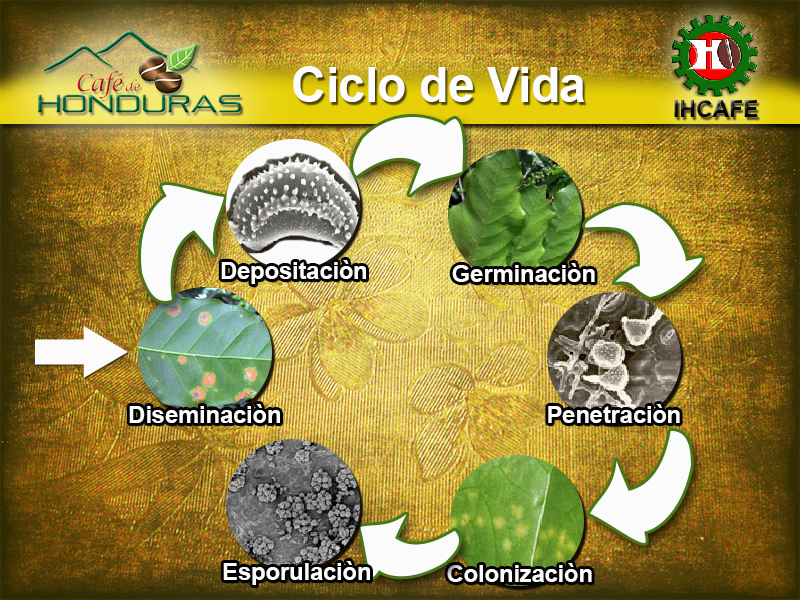 Café de
HONDURAS
Ciclo de Vida
H
IHCAFE
Depositaciòn
Germinaciòn
Diseminaciòn
Penetraciòn
Esporulaciòn
Colonizaciòn